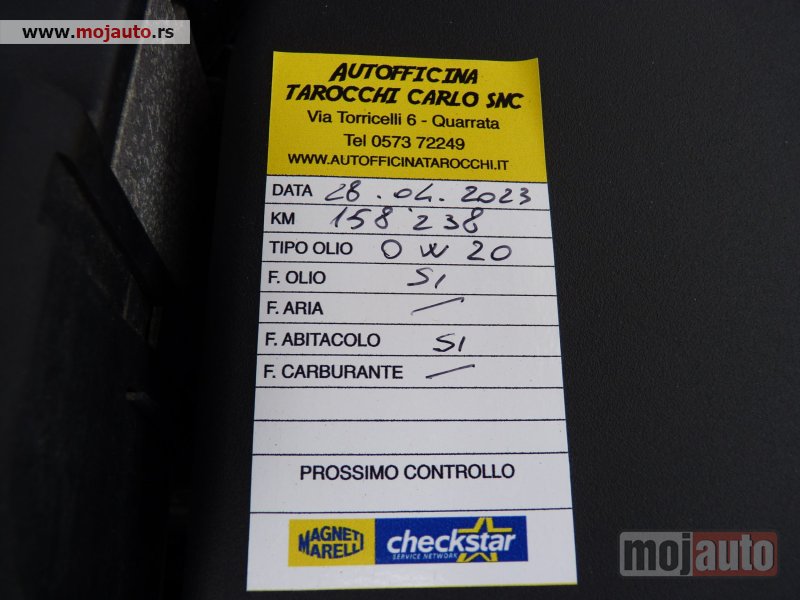 www.mojauto.rs
AUTOFFICINA
TAROCCHI CARLO SNC
Via Torricelli 6 - Quarrata
Tel 0573 72249
WWW.AUTOFFICINATAROCCHI.IT
DATA 28.04.2023
KM 158'238
TIPO OLIO 0W20
F. OLIO SI
F. ARIA —
F. ABITACOLO SI
F. CARBURANTE —
PROSSIMO CONTROLLO
MAGNETI
MARELLI
checkstar
SERVICE NETWORK
mojauto